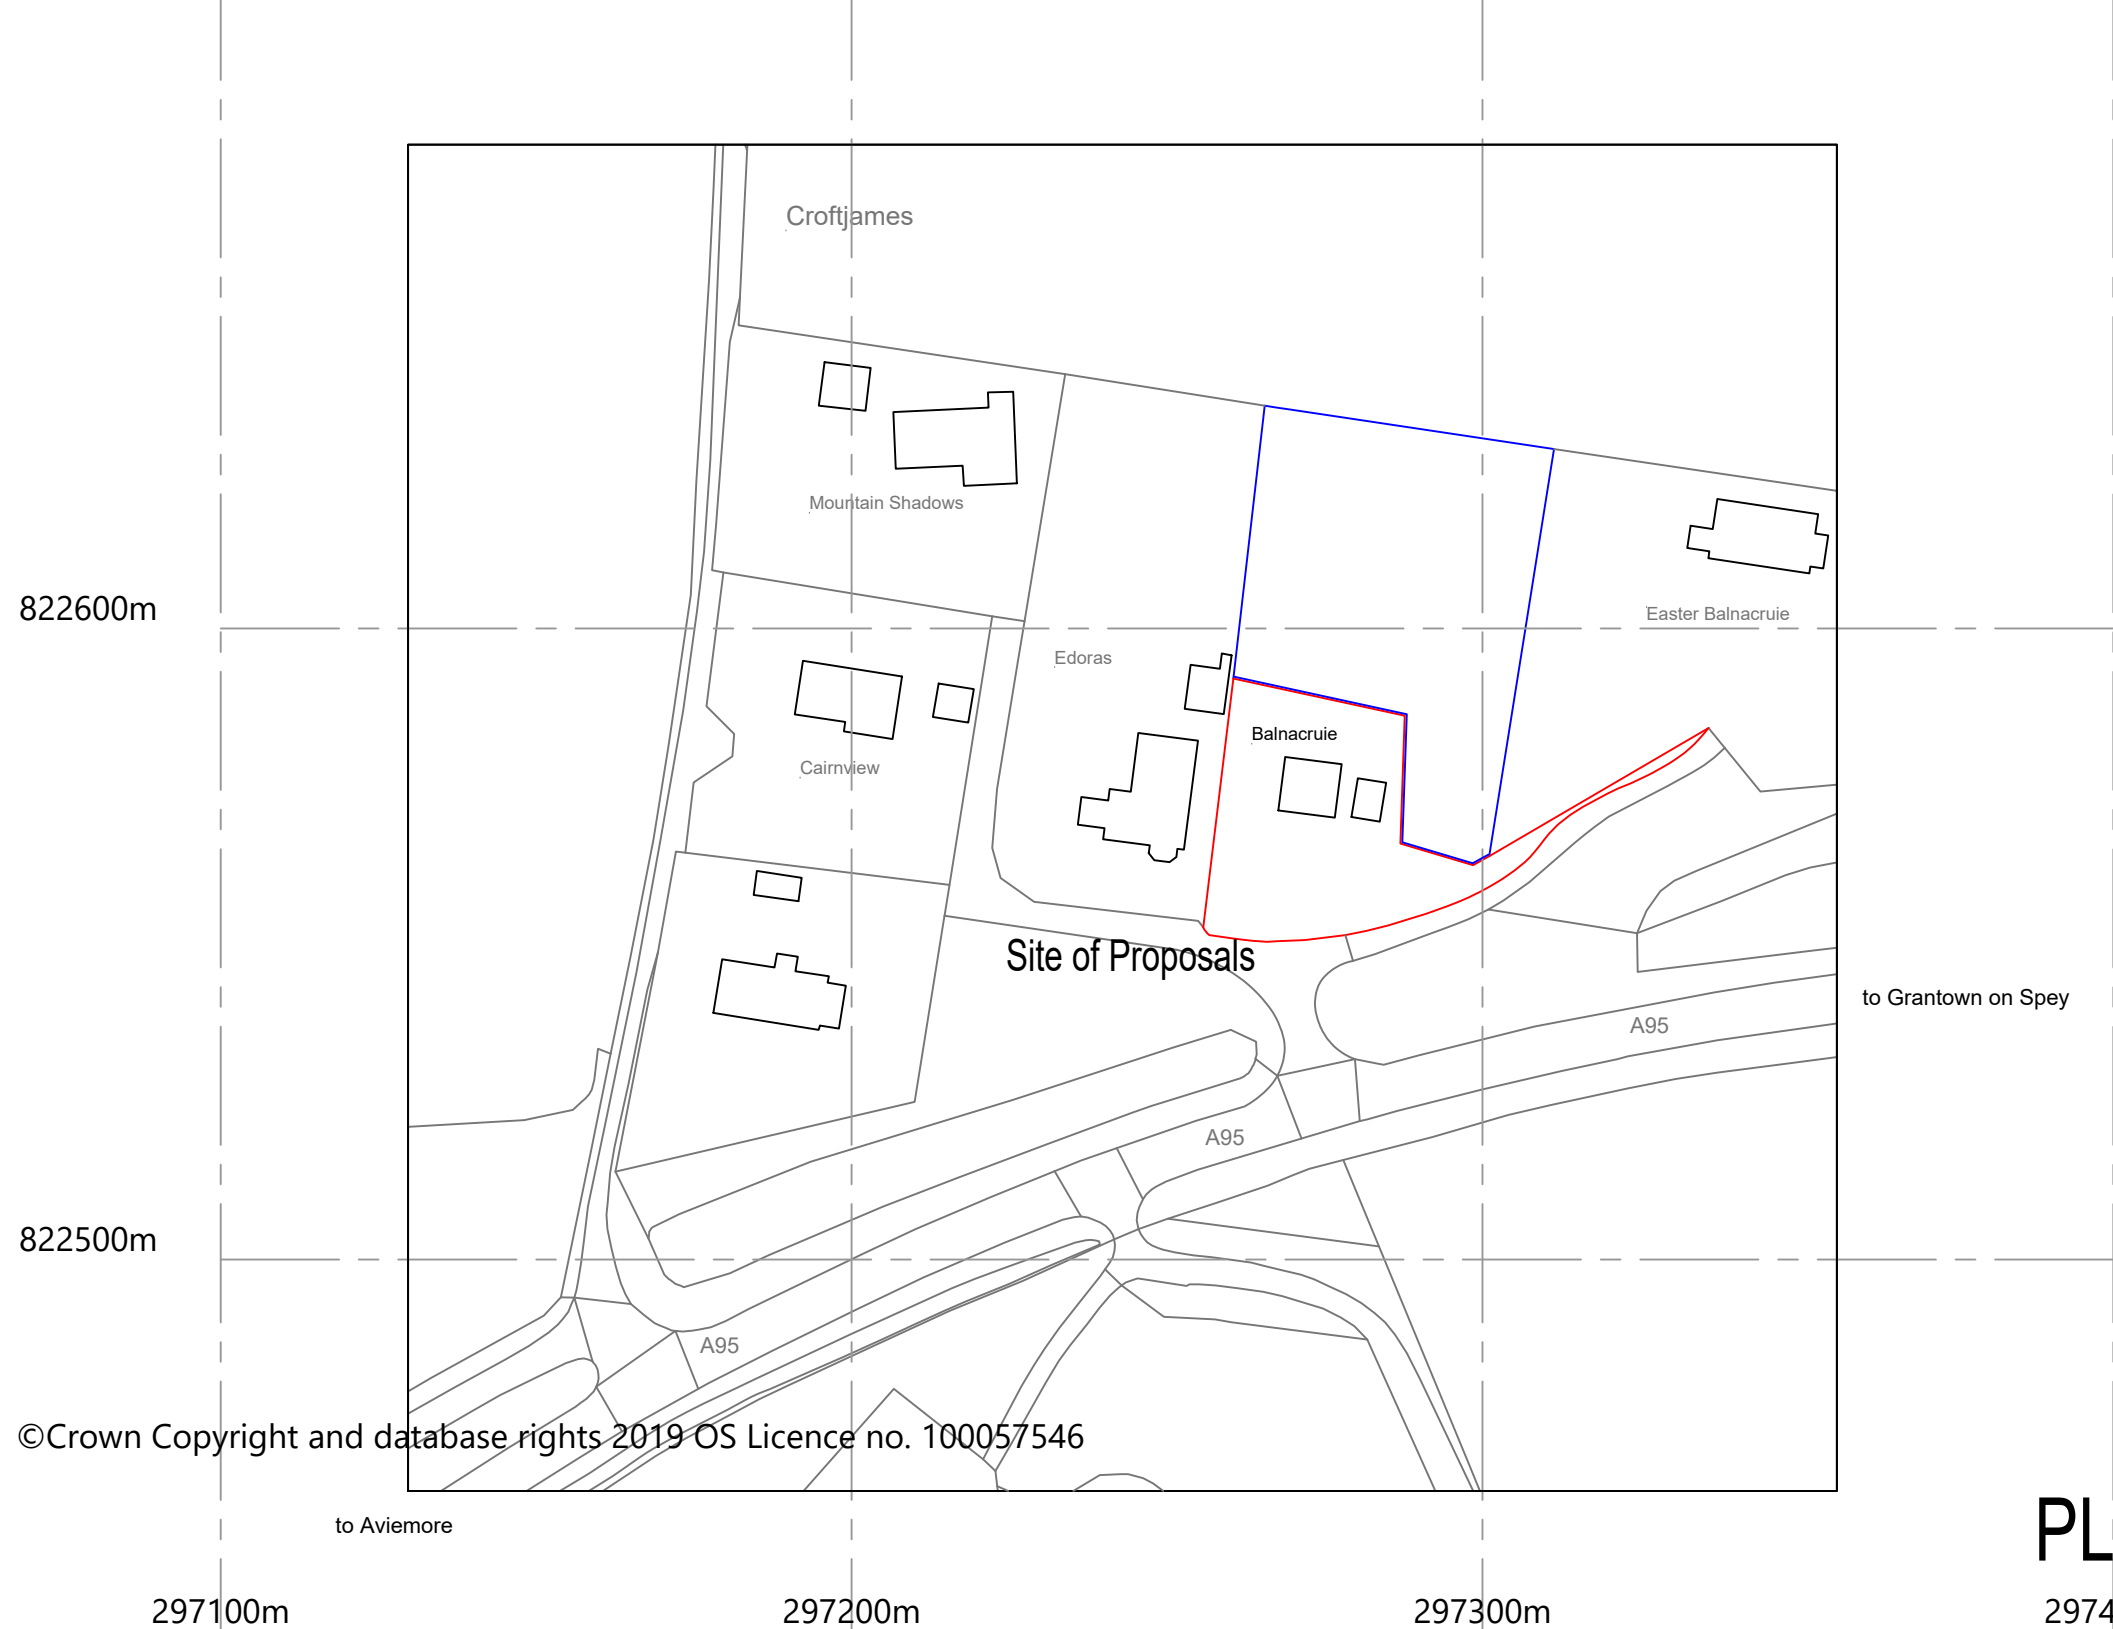 Croftjames
Mountain Shadows
822600m
Easter Balnacruie
Edoras
Balnacruie
Cairnview
Site of Proposals
to Grantown on Spey
A95
A95
822500m
A95
©Crown Copyright and database rights 2019 OS Licence no. 100057546
to Aviemore
PL
297100m
297200m
297300m
2974